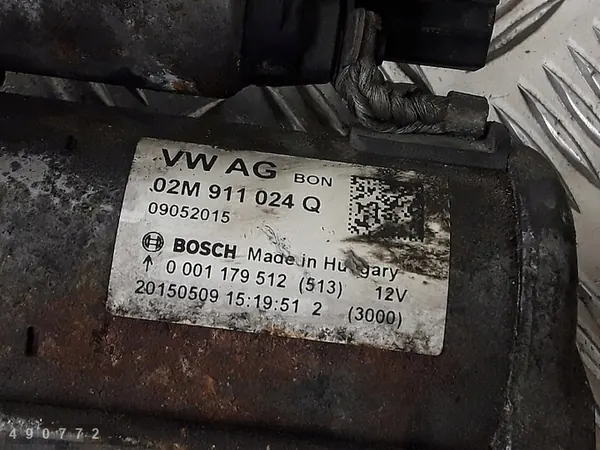 VW AG BON
02M 911 024 Q
09052015
BOSCH Made in Hungary
↑ 0 001 179 512 (513) 12V
20150509 15:19:51 2 (3000)
490772